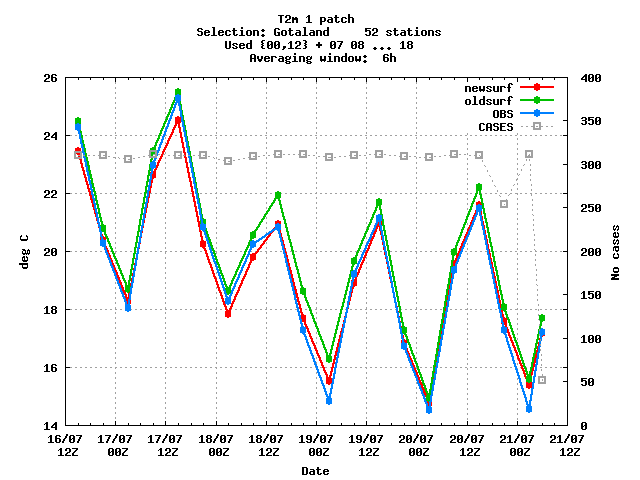 T2m 1 patch
Selection: Gotaland     52 stations
Used {00,12} + 07 08 ... 18
Averaging window:  6h
26 400
newsurf
oldsurf
OBS
CASES
350
24
300
22
250
20 200
deg C
No cases
150
18
100
16
50
14 0
16/07 17/07 17/07 18/07 18/07 19/07 19/07 20/07 20/07 21/07 21/07
12Z 00Z 12Z 00Z 12Z 00Z 12Z 00Z 12Z 00Z 12Z
Date